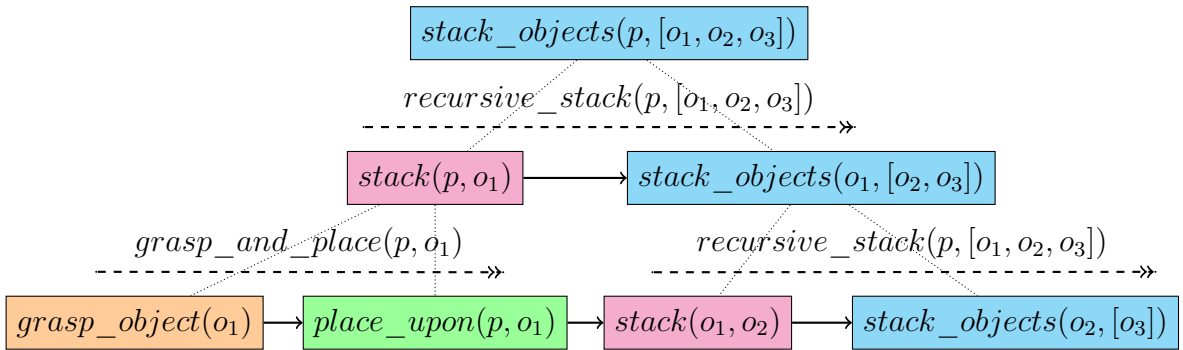 stack_objects(p, [o₁, o₂, o₃])
recursive_stack(p, [o₁, o₂, o₃])
stack(p, o₁) stack_objects(o₁, [o₂, o₃])
grasp_and_place(p, o₁) recursive_stack(p, [o₁, o₂, o₃])
grasp_object(o₁) place_upon(p, o₁) stack(o₁, o₂) stack_objects(o₂, [o₃])